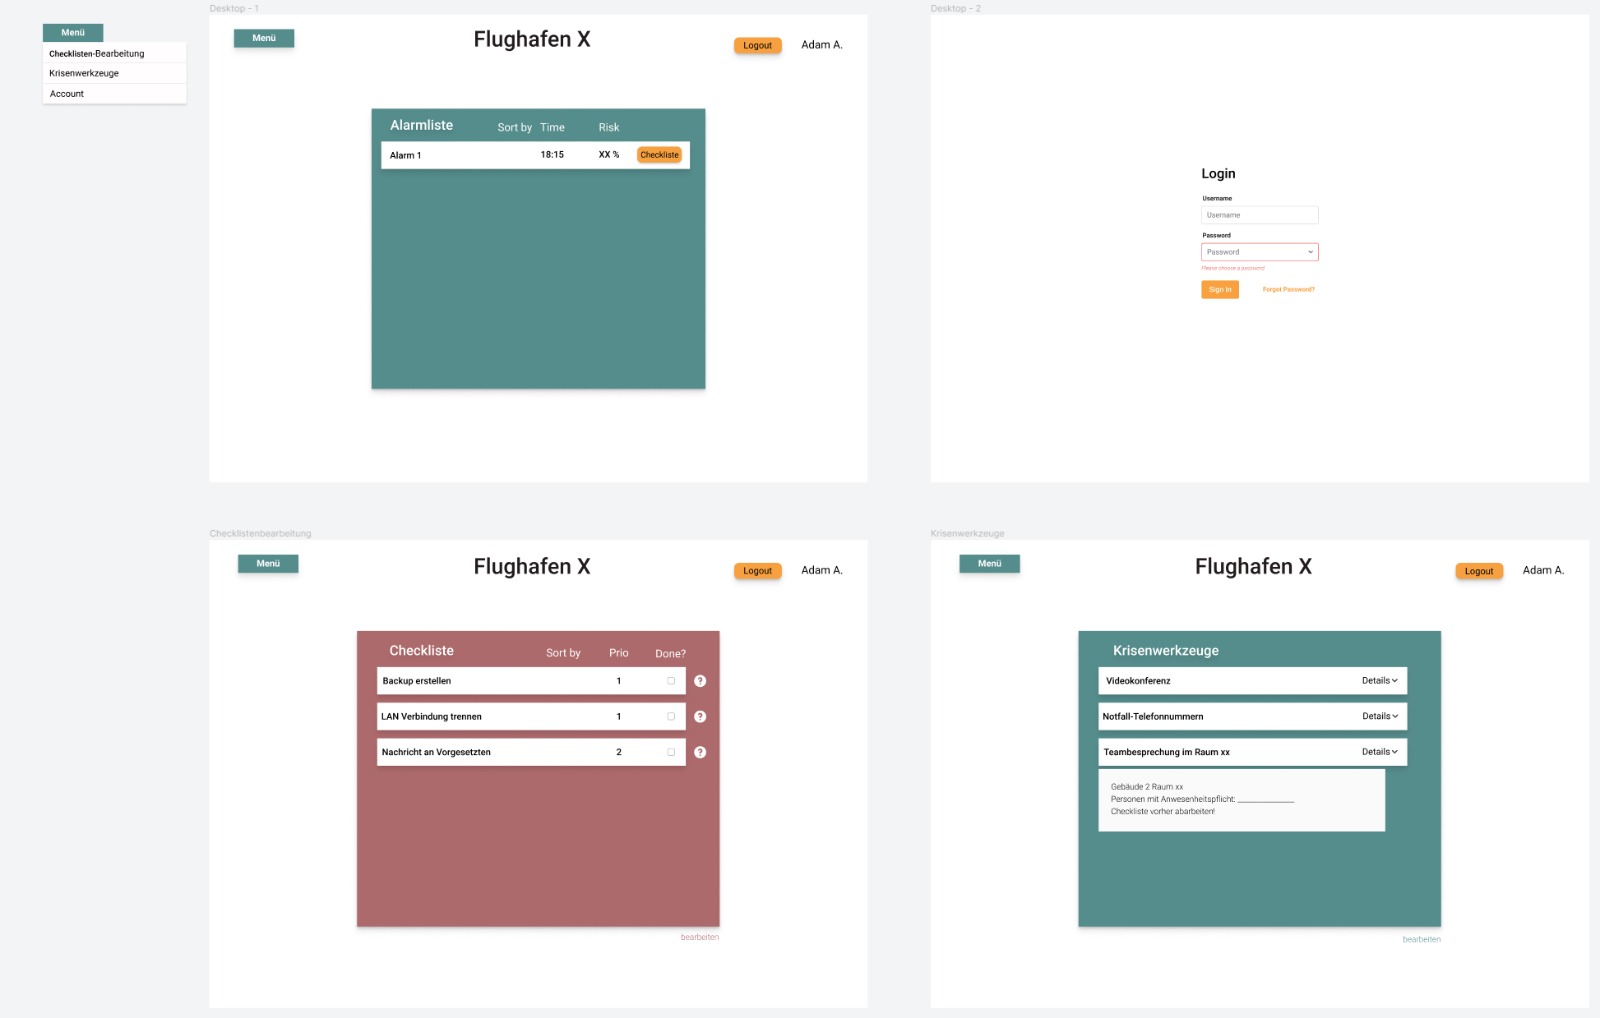 Menü
Checklisten-Bearbeitung
Krisenwerkzeuge
Account
Desktop - 1
Menü
Flughafen X
Logout
Adam A.
Alarmliste
Sort by
Time
Risk
Alarm 1
18:15
XX %
Checkliste
Desktop - 2
Login
Username
Username
Password
Password
Please choose a password
Sign In
Forgot Password?
Checklistenbearbeitung
Menü
Flughafen X
Logout
Adam A.
Checkliste
Sort by
Prio
Done?
Backup erstellen
1
?
LAN Verbindung trennen
1
?
Nachricht an Vorgesetzten
2
?
bearbeiten
Krisenwerkzeuge
Menü
Flughafen X
Logout
Adam A.
Krisenwerkzeuge
Videokonferenz
Details
Notfall-Telefonnummern
Details
Teambesprechung im Raum xx
Details
Gebäude 2 Raum xx
Personen mit Anwesenheitspflicht: ______________
Checkliste vorher abarbeiten!
bearbeiten